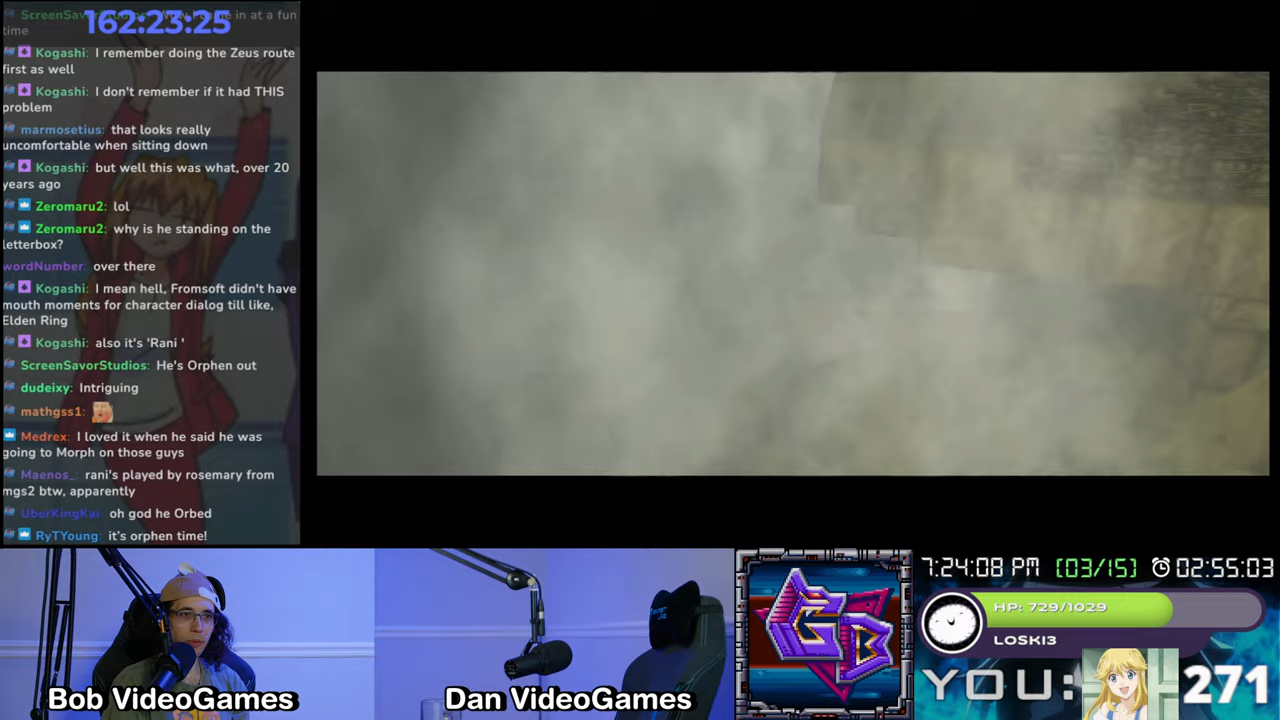 ScreenSavorStudios: in at a fun
time
162:23:25
Kogashi: I remember doing the Zeus route
first as well
Kogashi: I don't remember if it had THIS
problem
marmosetius: that looks really
uncomfortable when sitting down
Kogashi: but well this was what, over 20
years ago
Zeromaru2: lol
Zeromaru2: why is he standing on the
letterbox?
wordNumber: over there
Kogashi: I mean hell, Fromsoft didn't have
mouth moments for character dialog till like,
Elden Ring
Kogashi: also it's 'Rani '
ScreenSavorStudios: He's Orphen out
dudeixy: Intriguing
mathgss1:
Medrex: I loved it when he said he was
going to Morph on those guys
Maenos_: rani's played by rosemary from
mgs2 btw, apparently
UberKingKai: oh god he Orbed
RyTYoung: it's orphen time!
Bob VideoGames
Dan VideoGames
GB
7:24:08 PM [03/15] 02:55:03
HP: 729/1029
LOSKI3
YOU: 271